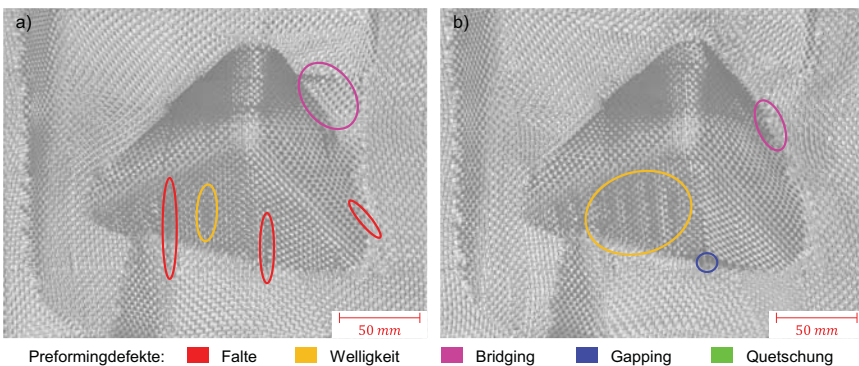 a)
b)
50 mm
50 mm
Preformingdefekte: Falte Welligkeit Bridging Gapping Quetschung